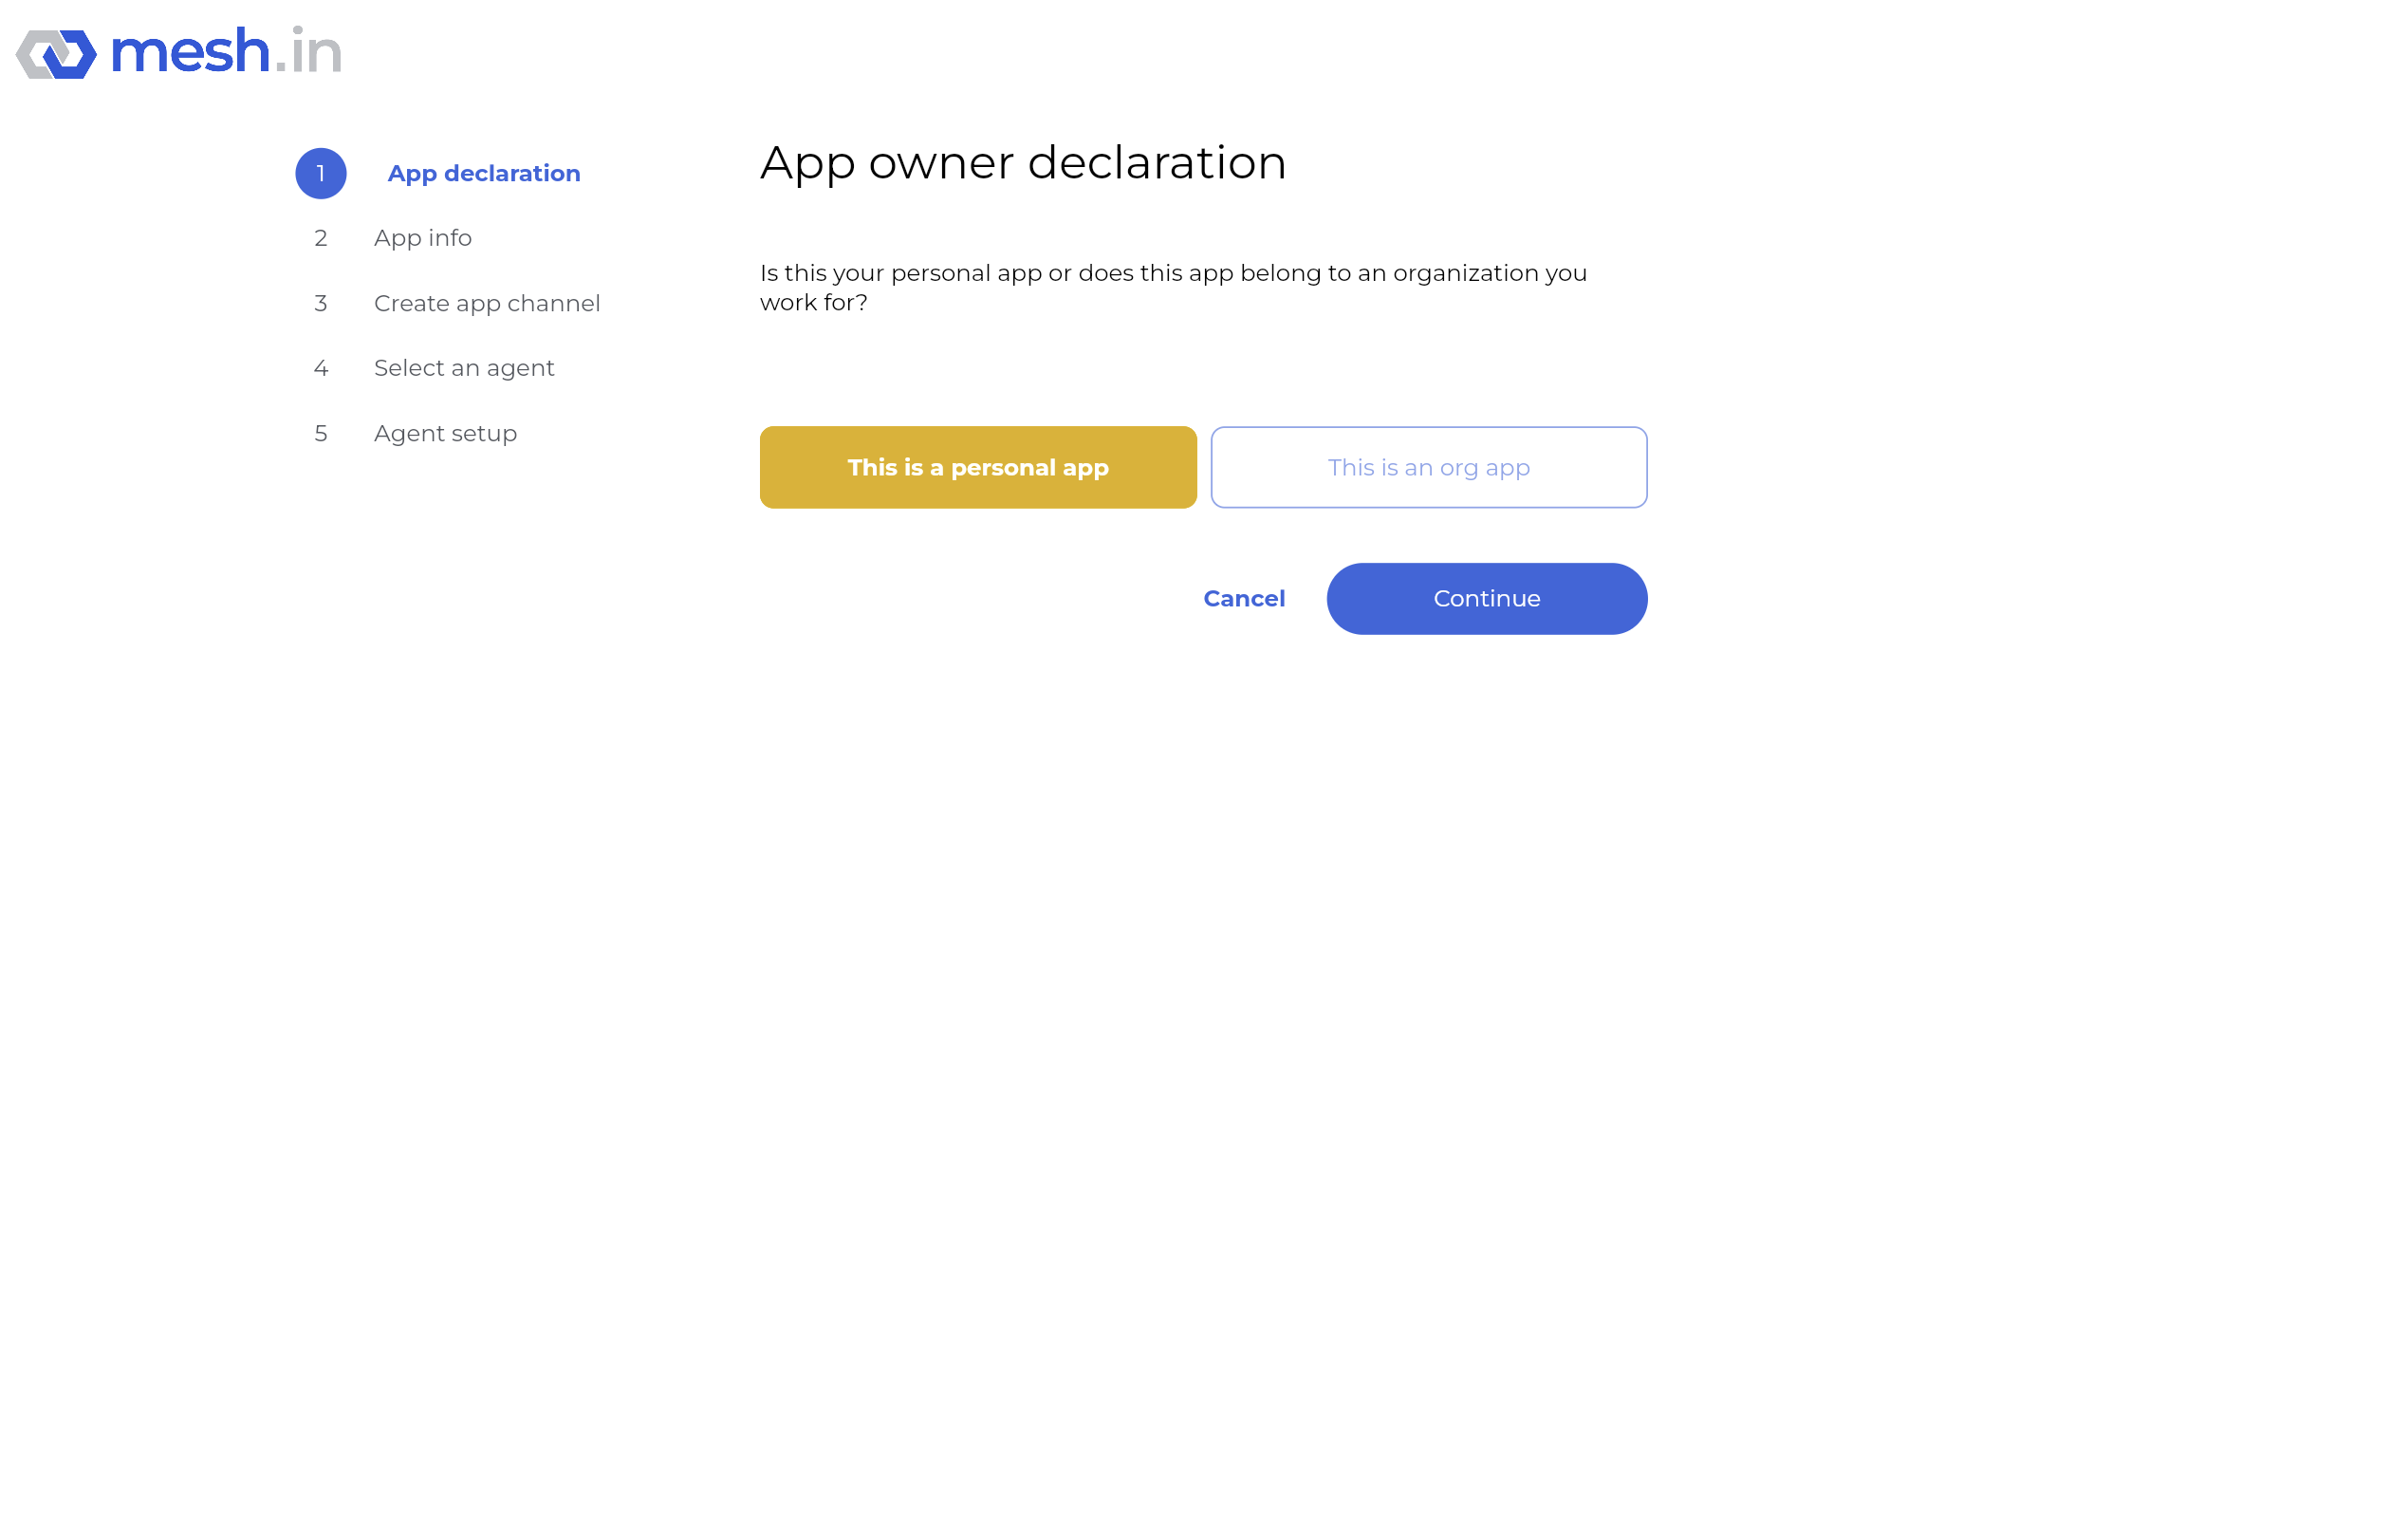 mesh.in
1 App declaration
2 App info
3 Create app channel
4 Select an agent
5 Agent setup
App owner declaration
Is this your personal app or does this app belong to an organization you
work for?
This is a personal app
This is an org app
Cancel
Continue